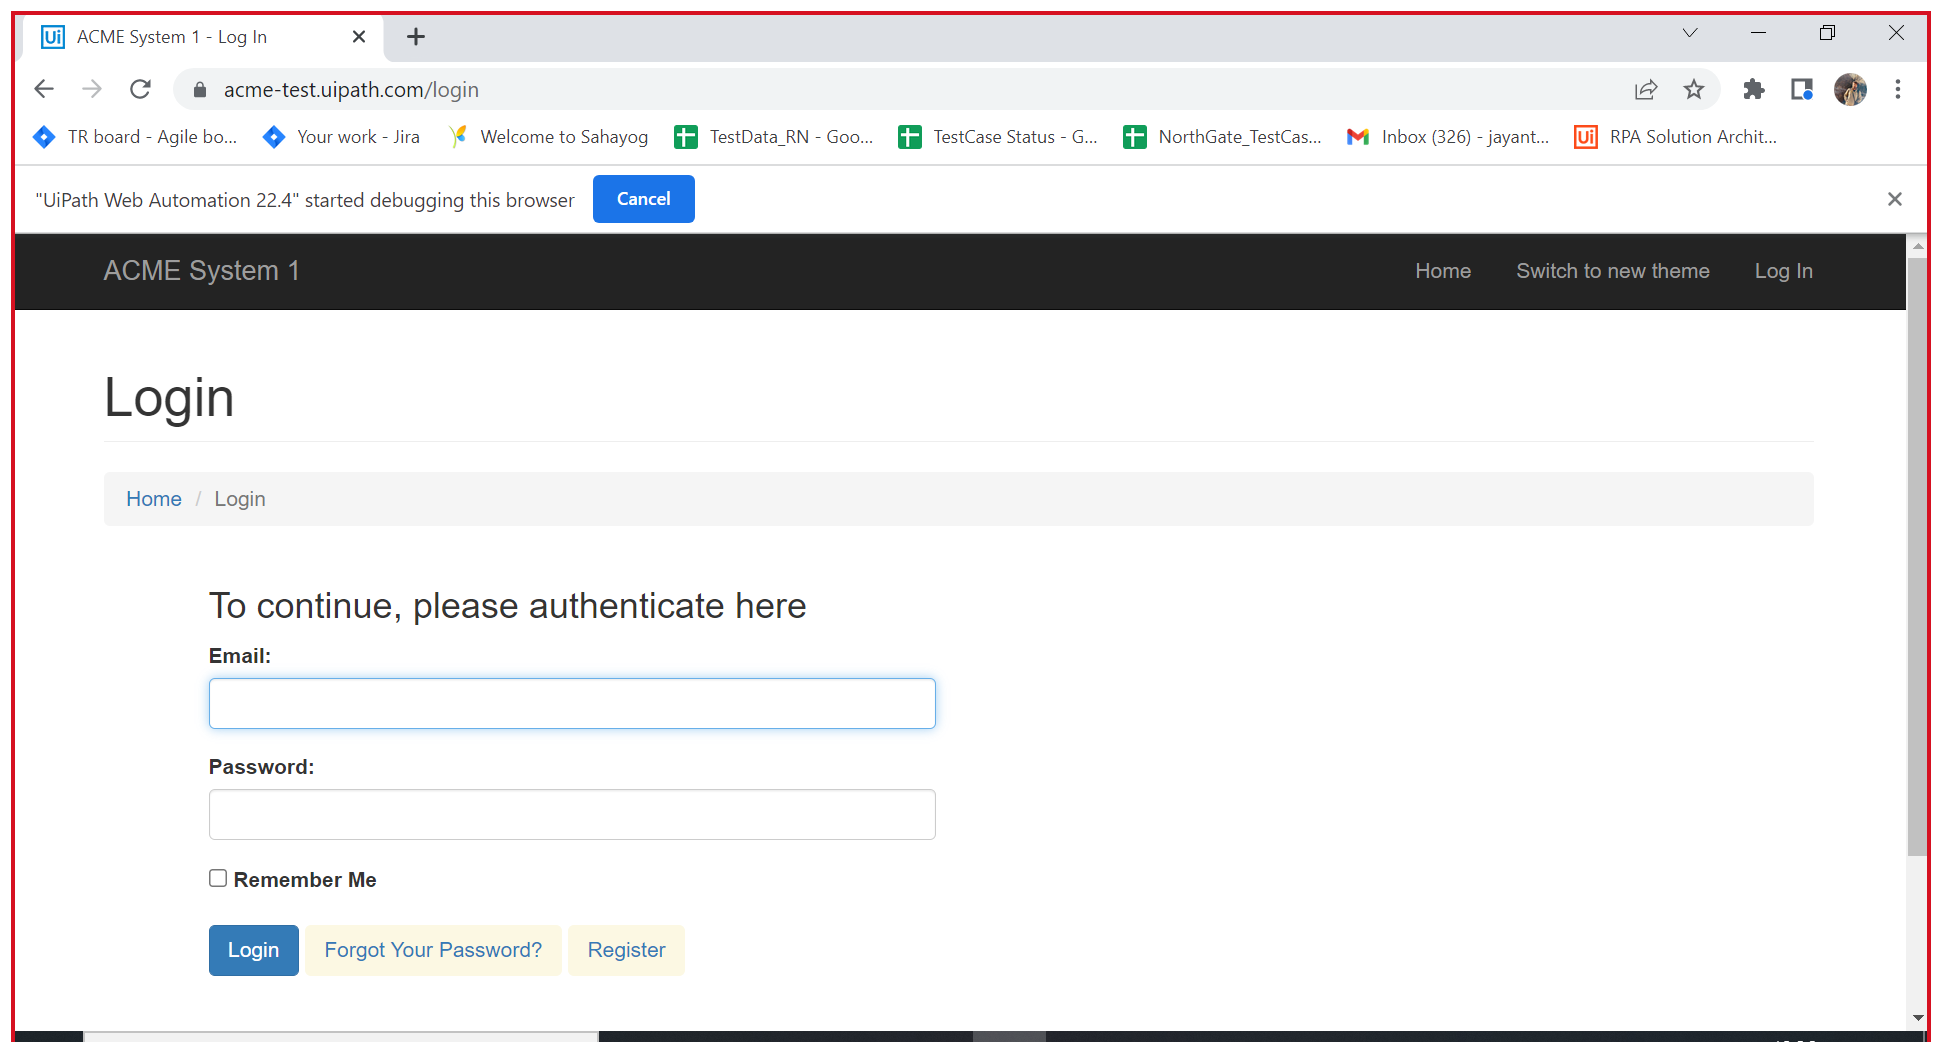 Ui ACME System 1 - Log In
acme-test.uipath.com/login
TR board - Agile bo... Your work - Jira Welcome to Sahayog TestData_RN - Goo... TestCase Status - G... NorthGate_TestCas... Inbox (326) - jayant... Ui RPA Solution Archit...
"UiPath Web Automation 22.4" started debugging this browser Cancel
ACME System 1 Home Switch to new theme Log In
Login
Home / Login
To continue, please authenticate here
Email:
Password:
Remember Me
Login Forgot Your Password? Register